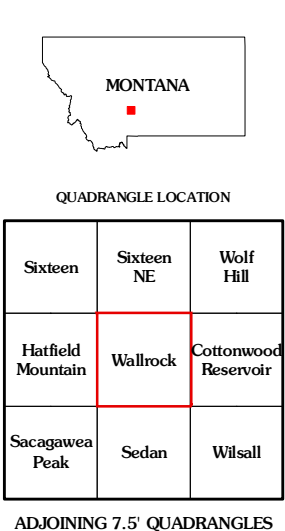 MONTANA
QUADRANGLE LOCATION
Sixteen
Sixteen
NE
Wolf
Hill
Hatfield
Mountain
Wallrock
Cottonwood
Reservoir
Sacagawea
Peak
Sedan
Wilsall
ADJOINING 7.5' QUADRANGLES